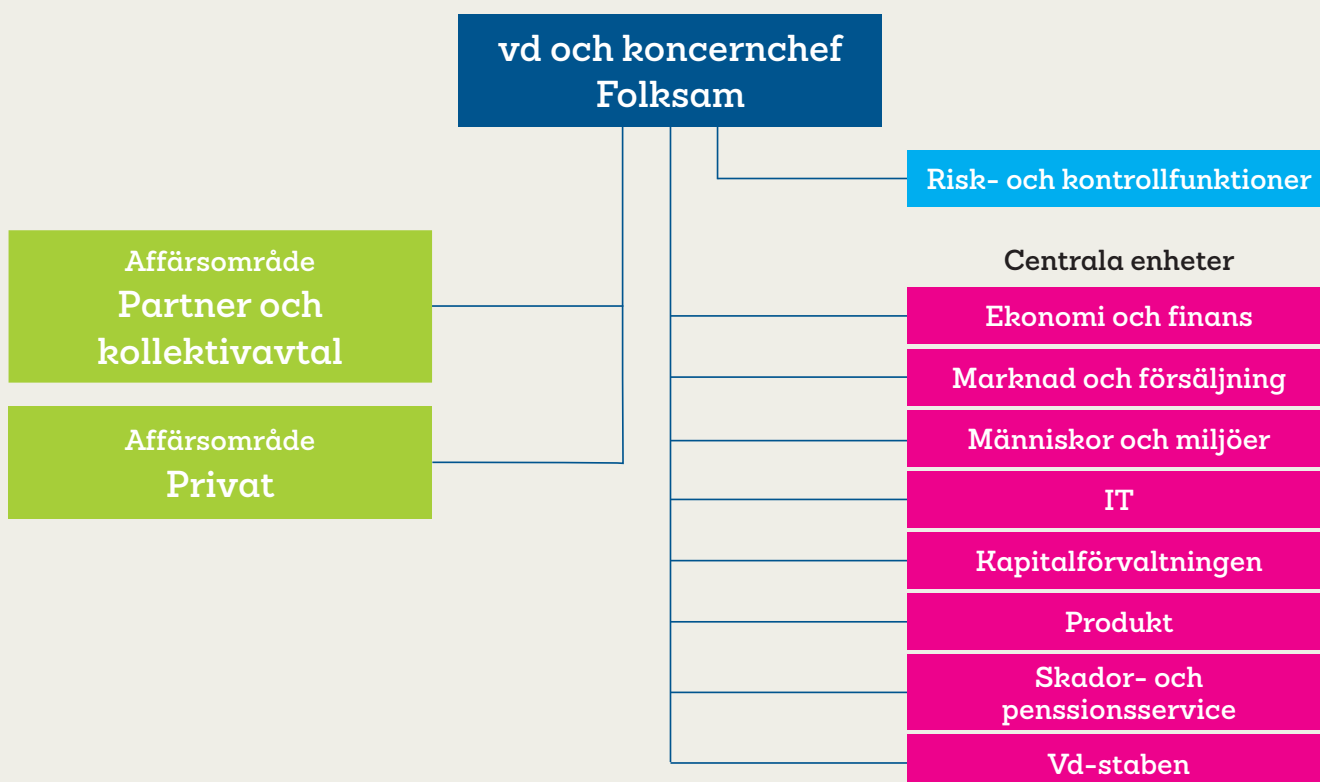 vd och koncernchef
Folksam
Risk- och kontrollfunktioner
Affärsområde
Partner och
kollektivavtal
Affärsområde
Privat
Centrala enheter
Ekonomi och finans
Marknad och försäljning
Människor och miljöer
IT
Kapitalförvaltningen
Produkt
Skador- och
penssionsservice
Vd-staben